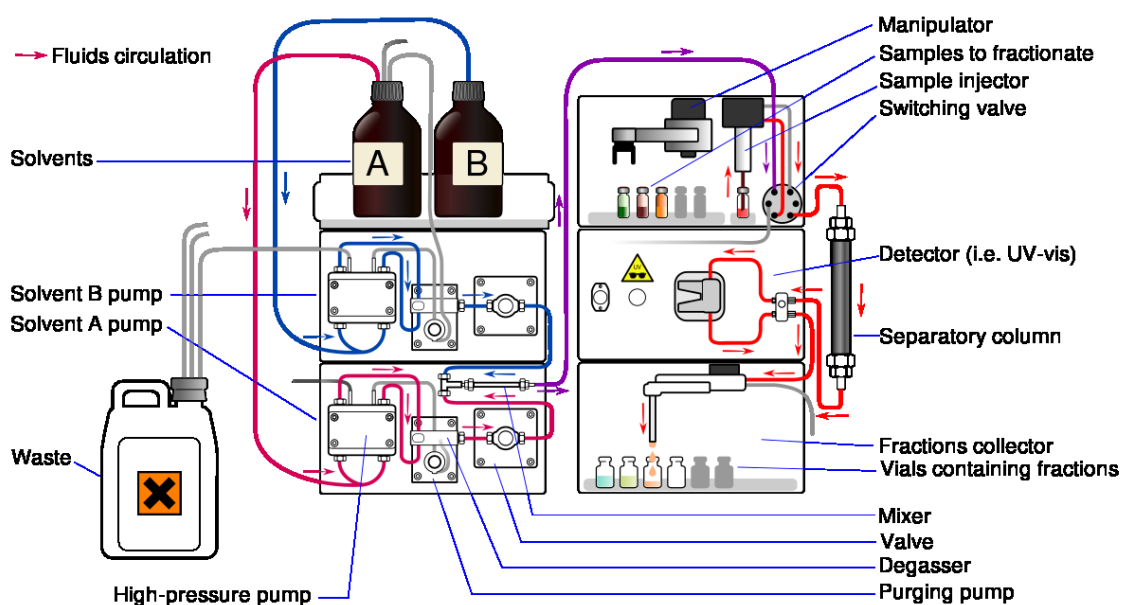 Fluids circulation
Solvents
A
B
Solvent B pump
Solvent A pump
Waste
High-pressure pump
Manipulator
Samples to fractionate
Sample injector
Switching valve
UV
Detector (i.e. UV-vis)
Separatory column
Fractions collector
Vials containing fractions
Mixer
Valve
Degasser
Purging pump